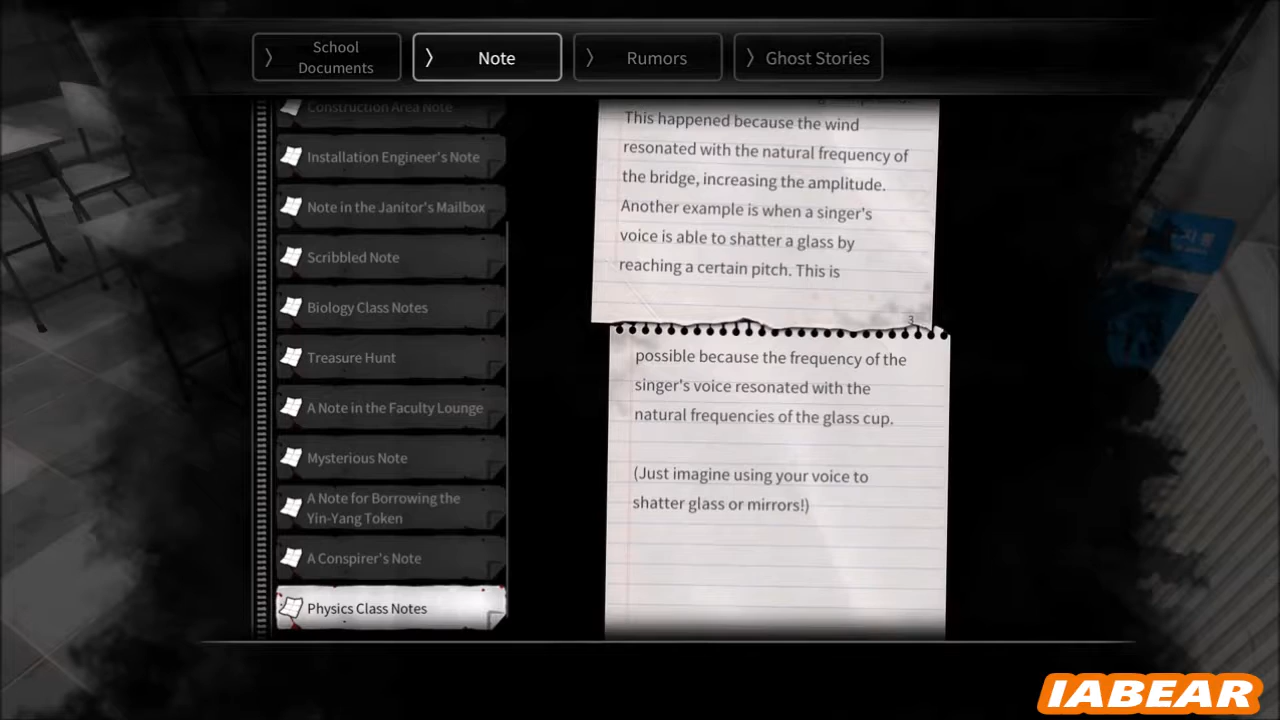 School
Documents
Note
Rumors
Ghost Stories
Construction Area Note
Installation Engineer's Note
Note in the Janitor's Mailbox
Scribbled Note
Biology Class Notes
Treasure Hunt
A Note in the Faculty Lounge
Mysterious Note
A Note for Borrowing the
Yin-Yang Token
A Conspirer's Note
Physics Class Notes
This happened because the wind
resonated with the natural frequency of
the bridge, increasing the amplitude.
Another example is when a singer's
voice is able to shatter a glass by
reaching a certain pitch. This is
3
possible because the frequency of the
singer's voice resonated with the
natural frequencies of the glass cup.
(Just imagine using your voice to
shatter glass or mirrors!)
IABEAR